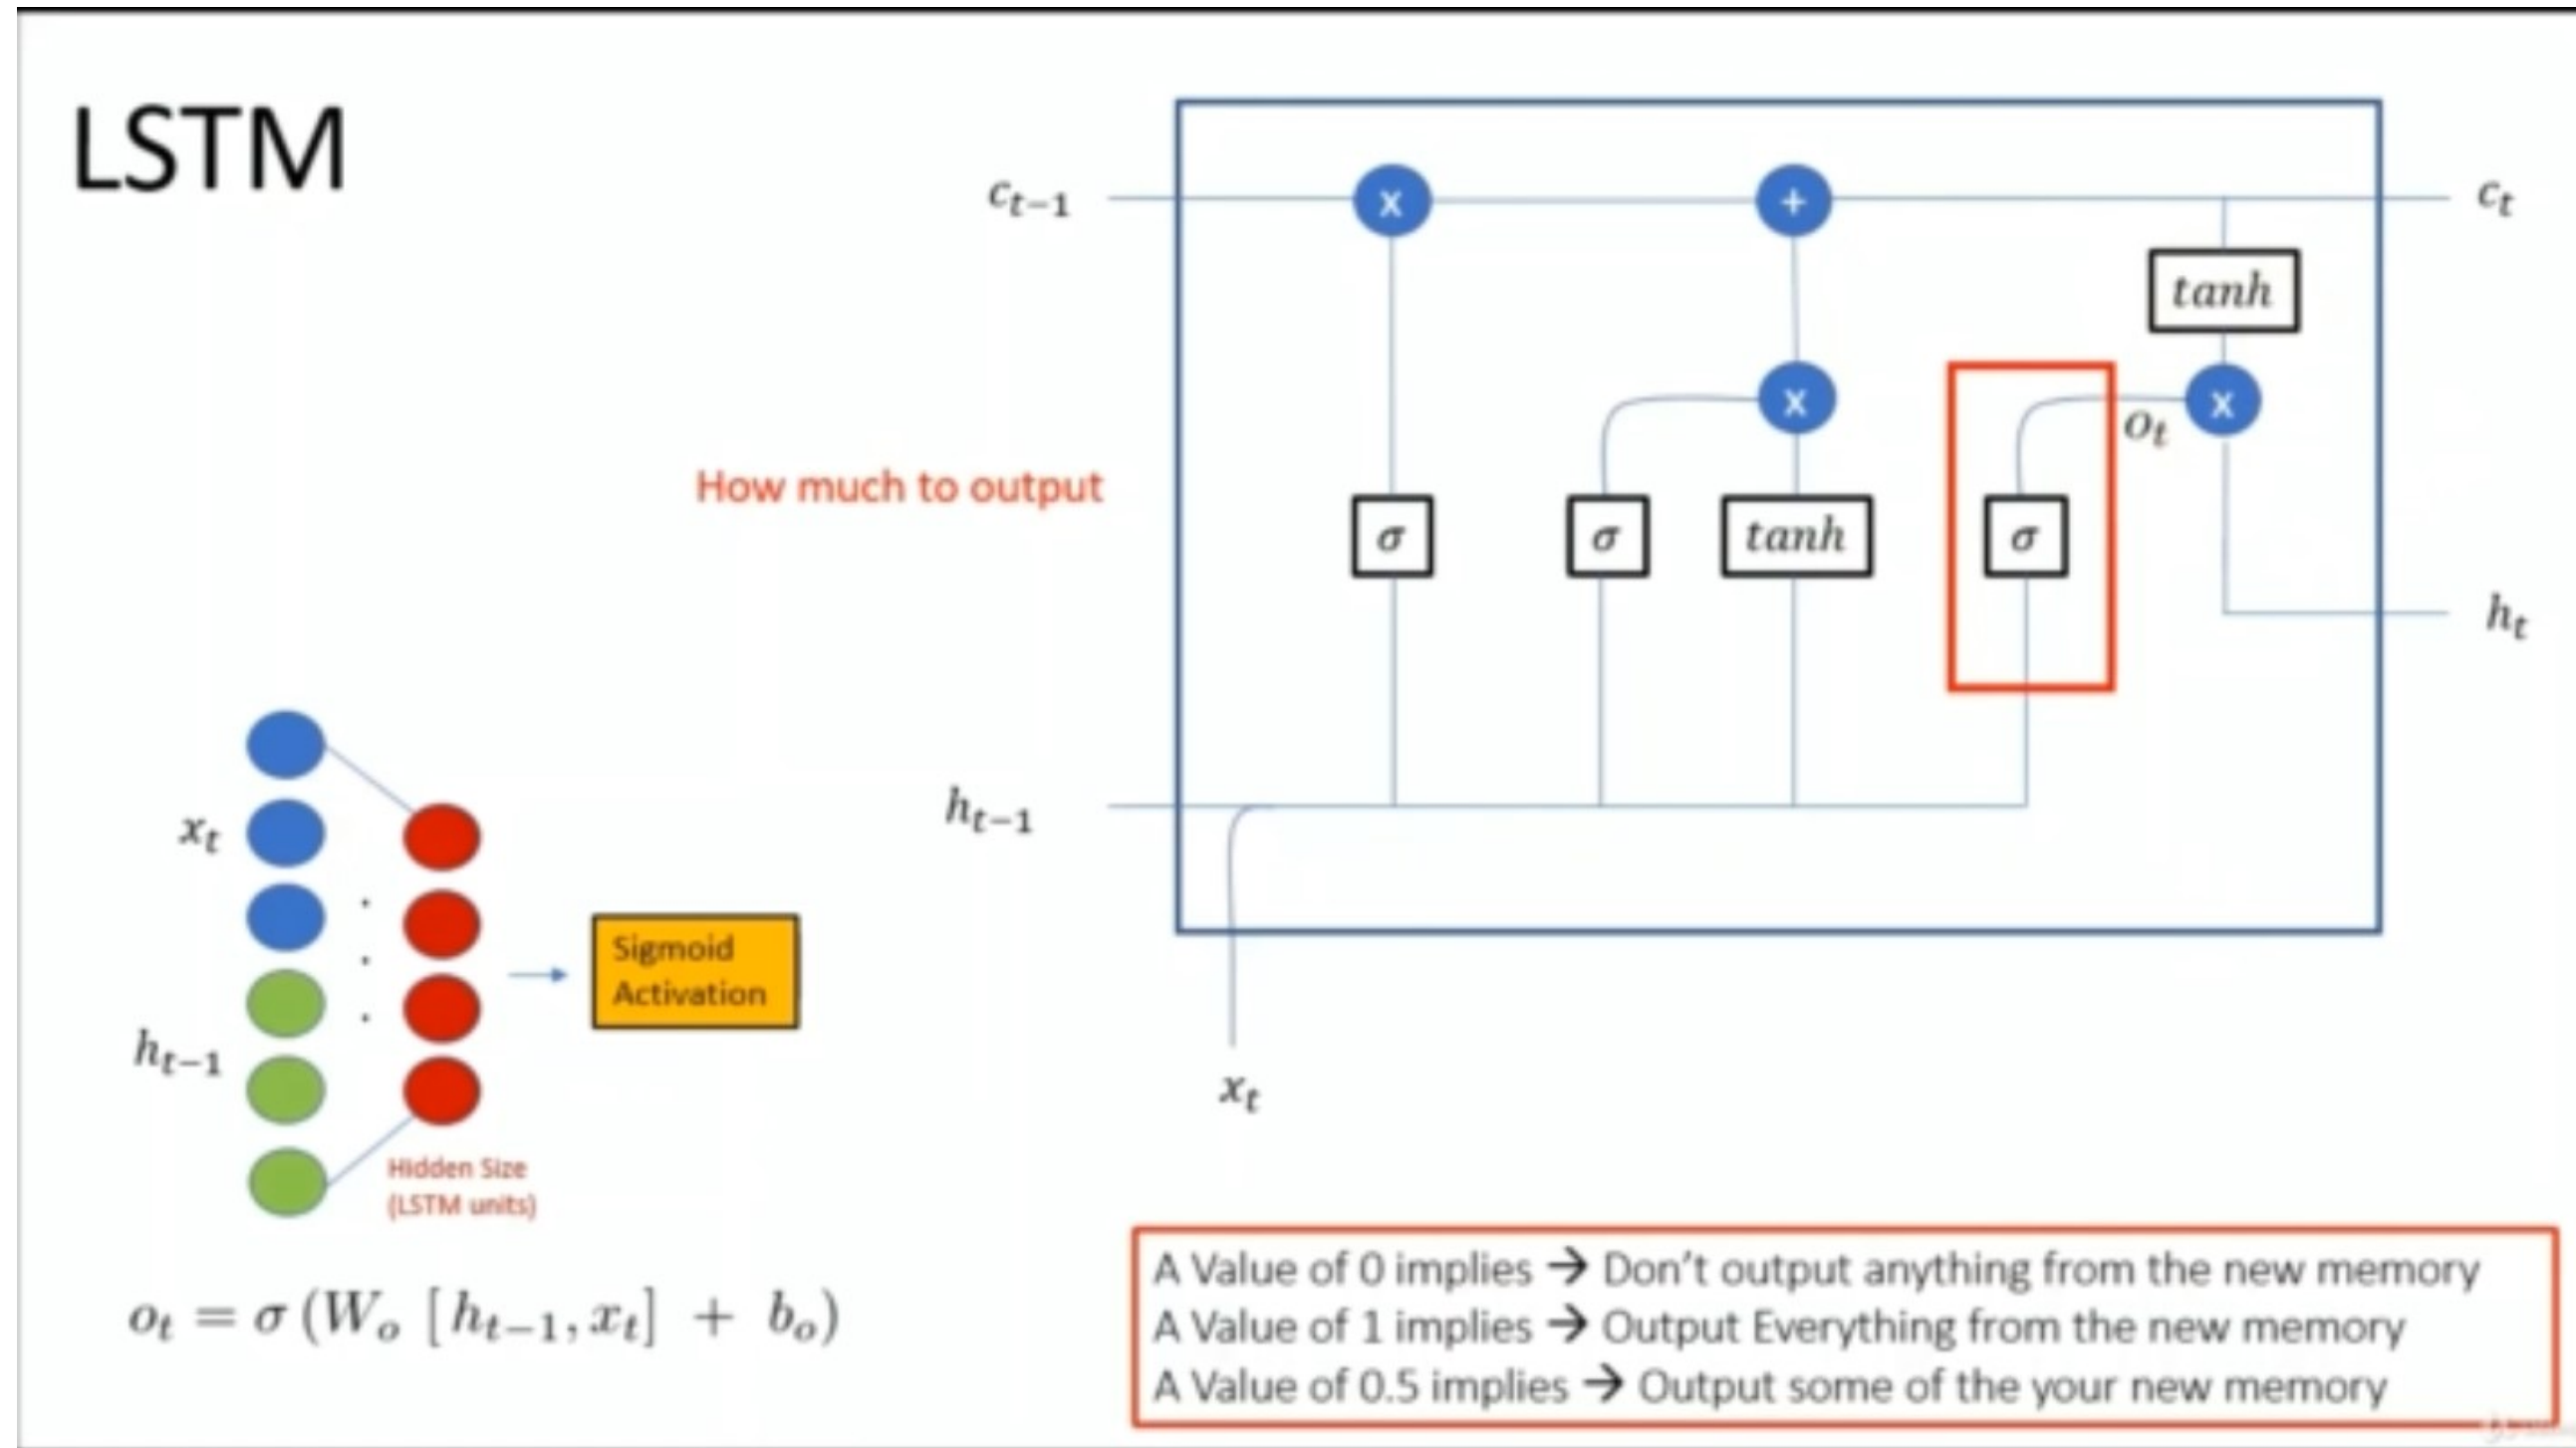 LSTM
c_{t-1}
x
+
c_t
tanh
x
x
o_t
How much to output
σ
σ
tanh
σ
h_t
h_{t-1}
x_t
x_t
h_{t-1}
Sigmoid
Activation
Hidden Size
(LSTM units)
o_t = σ (W_o [h_{t-1}, x_t] + b_o)
A Value of 0 implies → Don't output anything from the new memory
A Value of 1 implies → Output Everything from the new memory
A Value of 0.5 implies → Output some of the your new memory